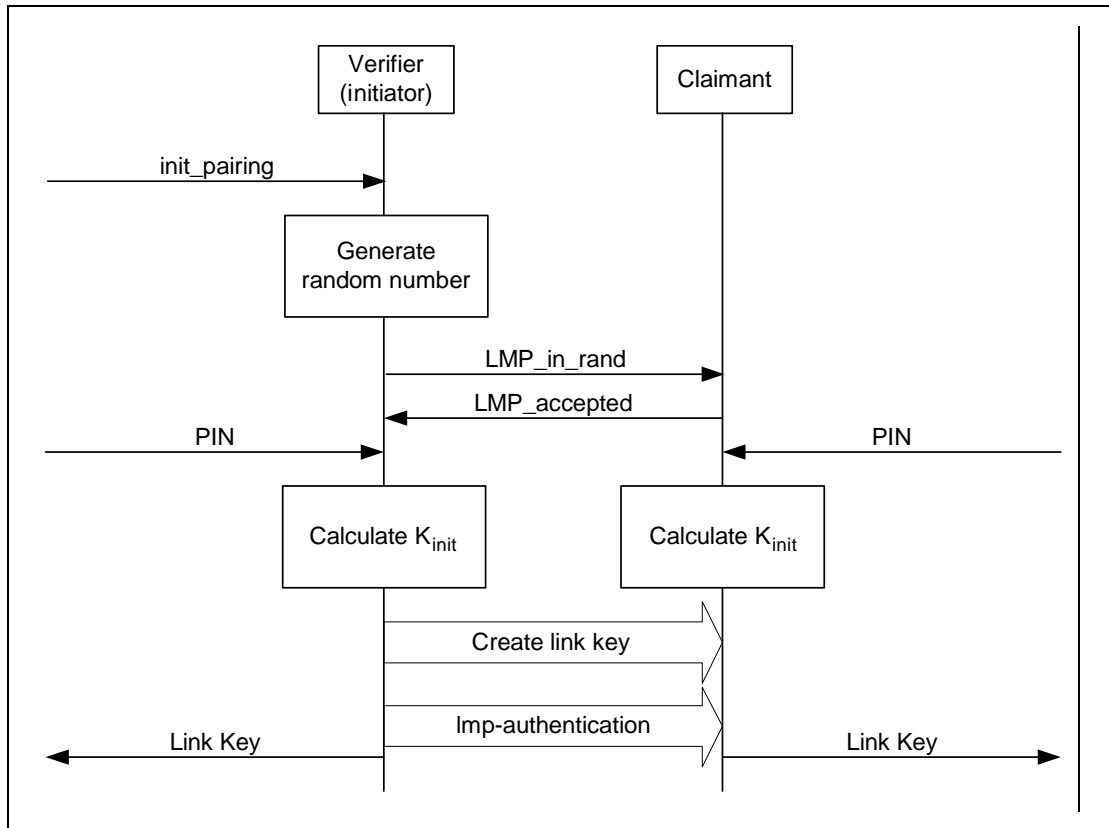 Verifier
(initiator)
Claimant
init_pairing
Generate
random number
LMP_in_rand
LMP_accepted
PIN
PIN
Calculate Kinit
Calculate Kinit
Create link key
lmp-authentication
Link Key
Link Key